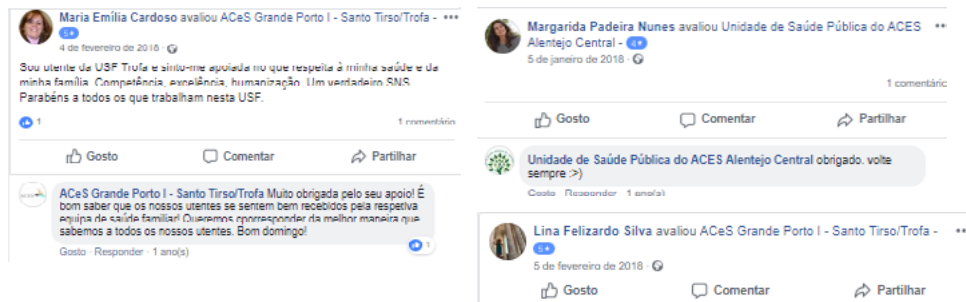 Maria Emília Cardoso avaliou ACeS Grande Porto I - Santo Tirso/Trofa -
5
4 de fevereiro de 2018 ·
Sou utente da USF Trofa e sinto-me apoiada no que respeita à minha saúde e da
minha família. Competência, excelência, humanização. Um verdadeiro SNS
Parabéns a todos os que trabalham nesta USF.
1
1 comentário
Gosto Comentar Partilhar
ACeS Grande Porto I - Santo Tirso/Trofa Muito obrigada pelo seu apoio! É
bom saber que os nossos utentes se sentem bem recebidos pela respetiva
equipa de saúde familiar! Queremos cporresponder da melhor maneira que
sabemos a todos os nossos utentes. Bom domingo!
1
Gosto · Responder · 1 ano(s)
Margarida Padeira Nunes avaliou Unidade de Saúde Pública do ACES
Alentejo Central - 4
5 de janeiro de 2018 ·
1 comentáric
Gosto Comentar Partilhar
Unidade de Saúde Pública do ACES Alentejo Central obrigado. volte
sempre :>)
Gosto Responder 1 ano(s)
Lina Felizardo Silva avaliou ACeS Grande Porto I - Santo Tirso/Trofa -
5
5 de fevereiro de 2018 ·
Gosto Comentar Partilhar